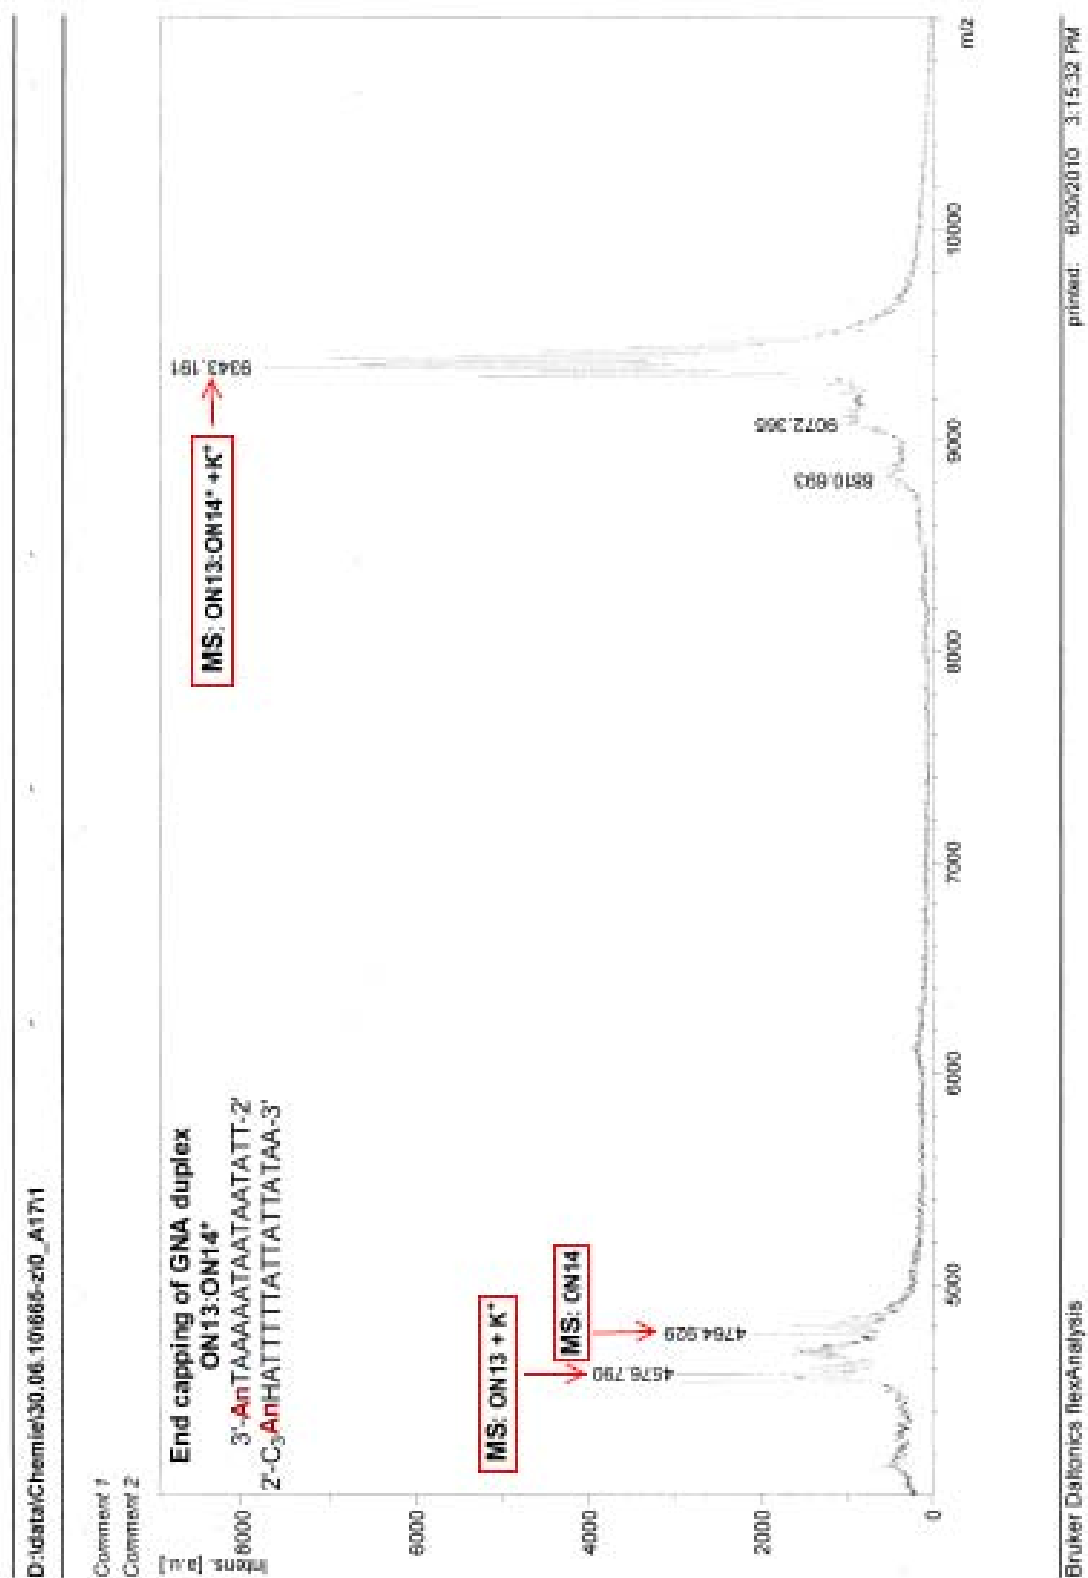 D:\data\Chemie\30.06.10\665-z\0_A17\1
Comment 1
Comment 2
Intens. [a.u.]
End capping of GNA duplex
ON13:ON14*
3'-AnTAAAAATAATAATATT-2'
2'-C3AnHATTTTTATTATTATAA-3'
MS: ON13:ON14* +K+
9343.191
9072.365
8810.693
MS: ON13 + K+
MS: ON14
4576.790
4764.929
8000
6000
4000
2000
0
5000
6000
7000
8000
9000
10000
m/z
Bruker Daltonics flexAnalysis
printed: 6/30/2010 3:15:32 PM